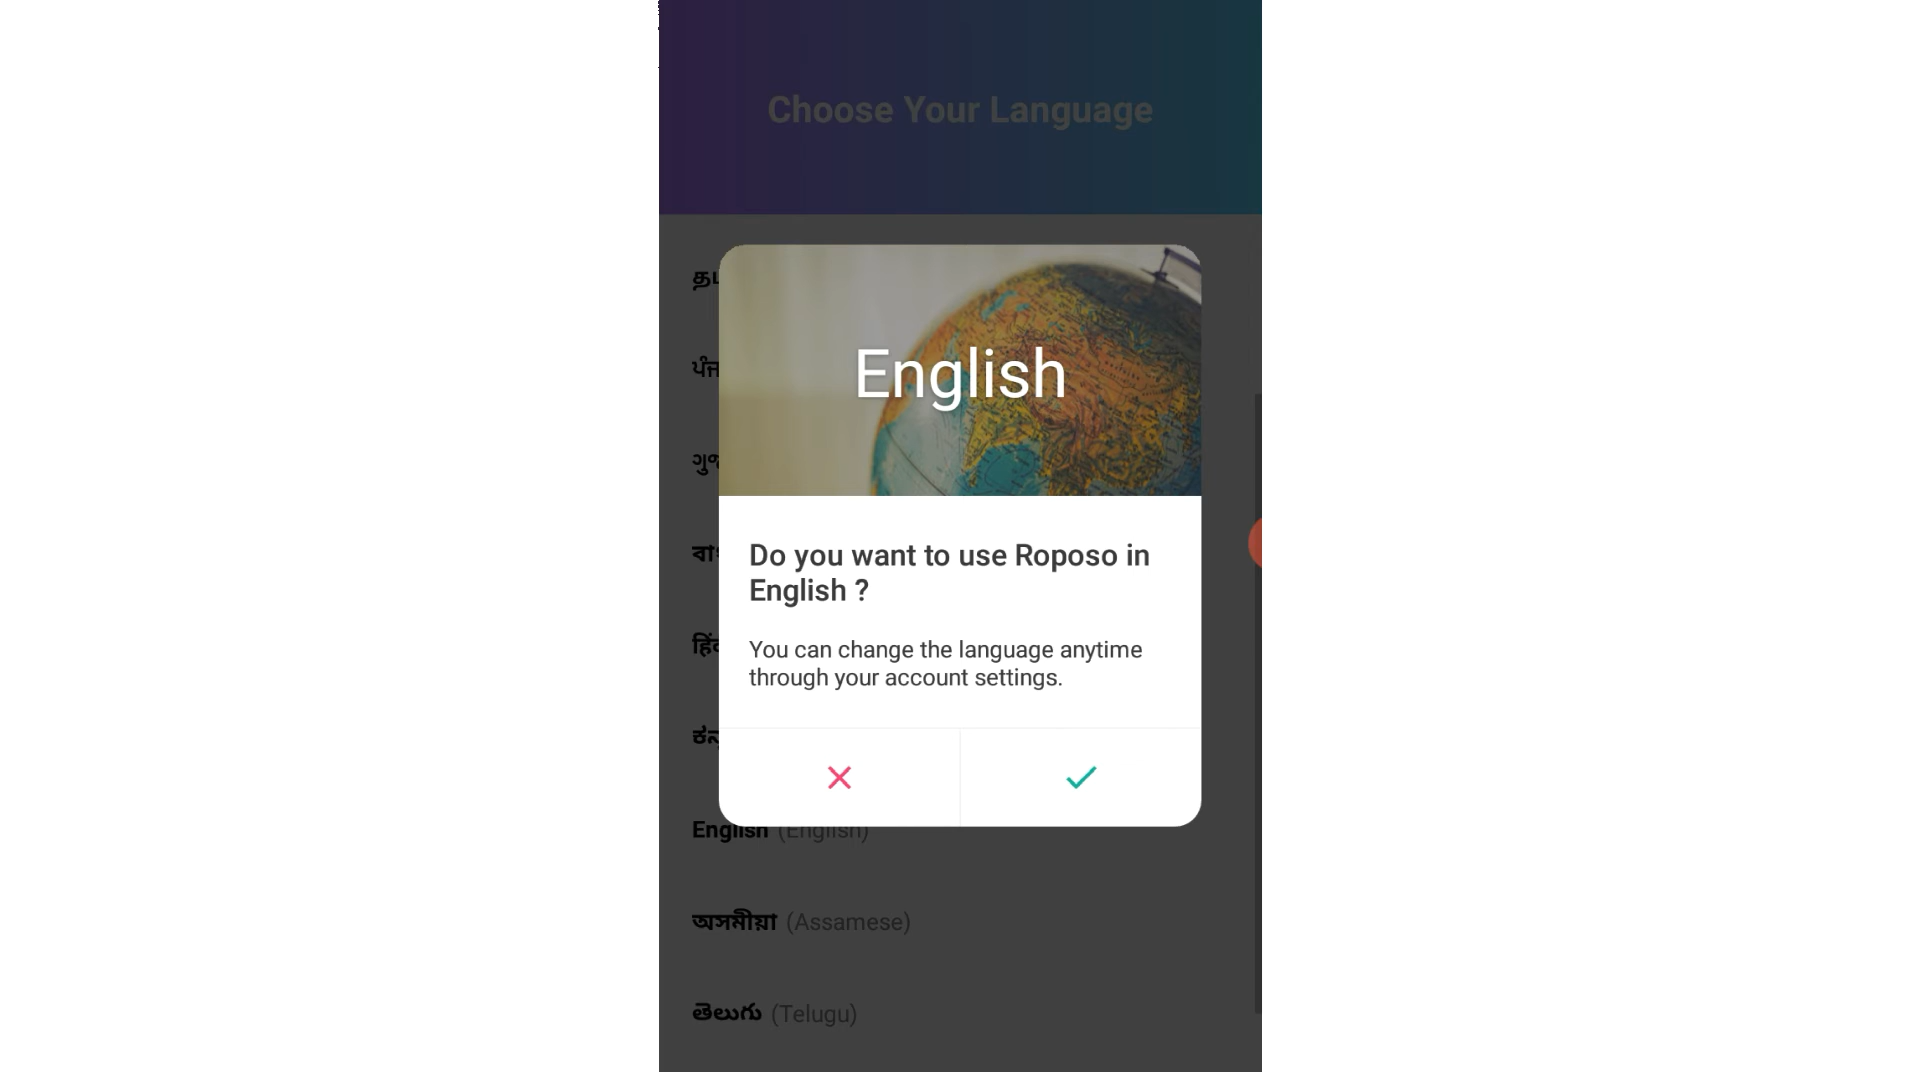 Choose Your Language
English
Do you want to use Roposo in
English ?
You can change the language anytime
through your account settings.
English (English)
অসমীয়া (Assamese)
తెలుగు (Telugu)